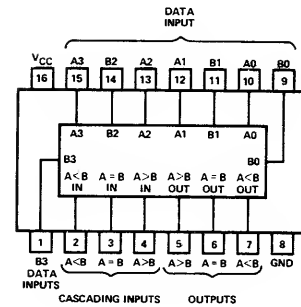 DATA
INPUT
VCC A3 B2 A2 A1 B1 A0 B0
16 15 14 13 12 11 10 9
A3 B2 A2 A1 B1 A0
B3 B0
A<B A=B A>B A>B A=B A<B
IN IN IN OUT OUT OUT
1 2 3 4 5 6 7 8
B3 A<B A=B A>B A>B A=B A<B GND
DATA
INPUTS
CASCADING INPUTS OUTPUTS